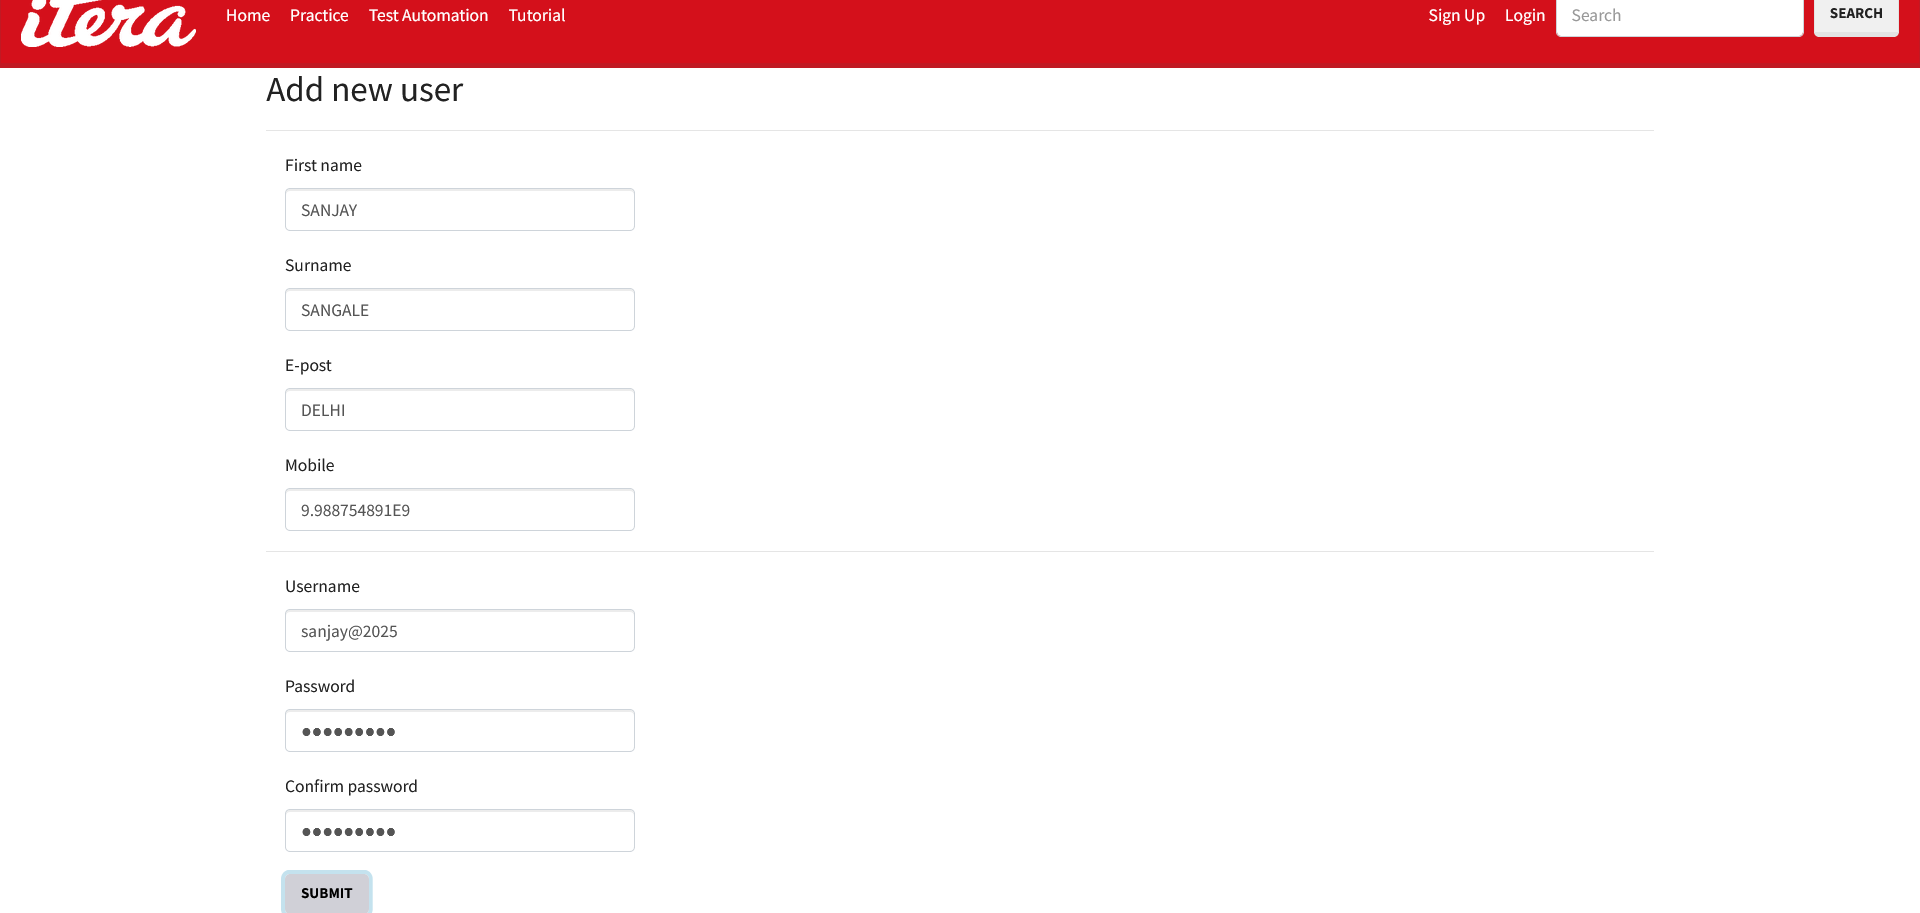 itera Home Practice Test Automation Tutorial Sign Up Login Search SEARCH
Add new user
First name
SANJAY
Surname
SANGALE
E-post
DELHI
Mobile
9.988754891E9
Username
sanjay@2025
Password
●●●●●●●●●
Confirm password
●●●●●●●●●
SUBMIT